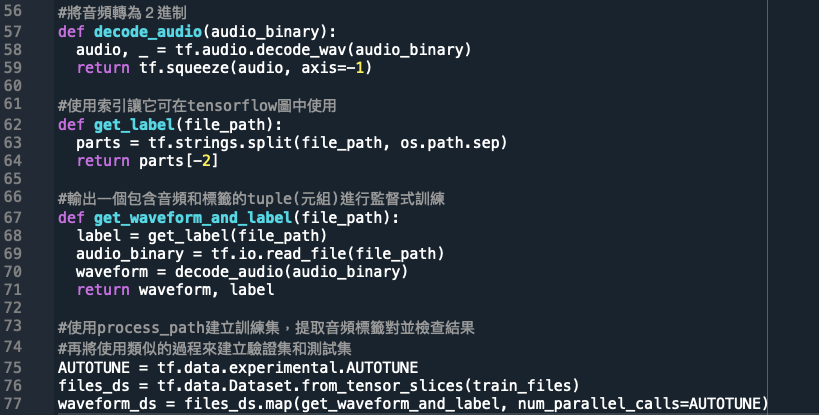 56 #將音頻轉為２進制
57 def decode_audio(audio_binary):
58   audio, _ = tf.audio.decode_wav(audio_binary)
59   return tf.squeeze(audio, axis=-1)
60
61 #使用索引讓它可在tensorflow圖中使用
62 def get_label(file_path):
63   parts = tf.strings.split(file_path, os.path.sep)
64   return parts[-2]
65
66 #輸出一個包含音頻和標籤的tuple(元組)進行監督式訓練
67 def get_waveform_and_label(file_path):
68   label = get_label(file_path)
69   audio_binary = tf.io.read_file(file_path)
70   waveform = decode_audio(audio_binary)
71   return waveform, label
72
73 #使用process_path建立訓練集，提取音頻標籤對並檢查結果
74 #再將使用類似的過程來建立驗證集和測試集
75 AUTOTUNE = tf.data.experimental.AUTOTUNE
76 files_ds = tf.data.Dataset.from_tensor_slices(train_files)
77 waveform_ds = files_ds.map(get_waveform_and_label, num_parallel_calls=AUTOTUNE)